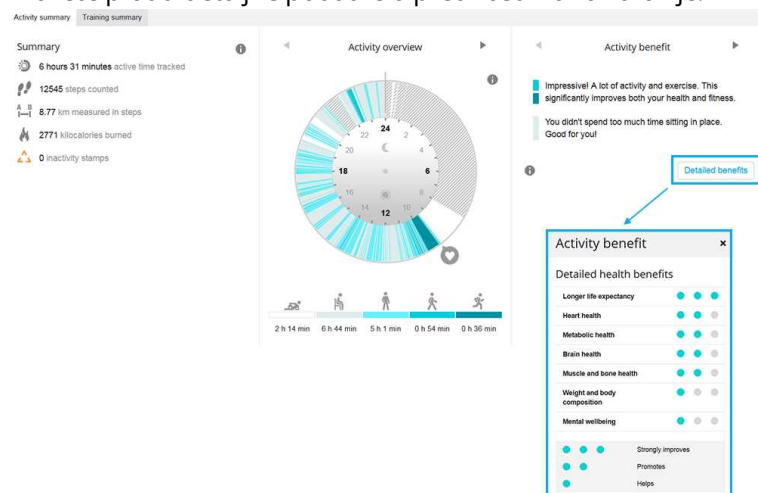 Activity summary Training summary
Summary
6 hours 31 minutes active time tracked
12545 steps counted
A B
8.77 km measured in steps
2771 kilocalories burned
0 inactivity stamps
Activity overview
24
2
4
6
8
10
12
14
16
18
20
22
2 h 14 min 6 h 44 min 5 h 1 min 0 h 54 min 0 h 36 min
Activity benefit
Impressive! A lot of activity and exercise. This
significantly improves both your health and fitness.
You didn't spend too much time sitting in place.
Good for you!
Detailed benefits
Activity benefit ×
Detailed health benefits
Longer life expectancy
Heart health
Metabolic health
Brain health
Muscle and bone health
Weight and body
composition
Mental wellbeing
Strongly improves
Promotes
Helps